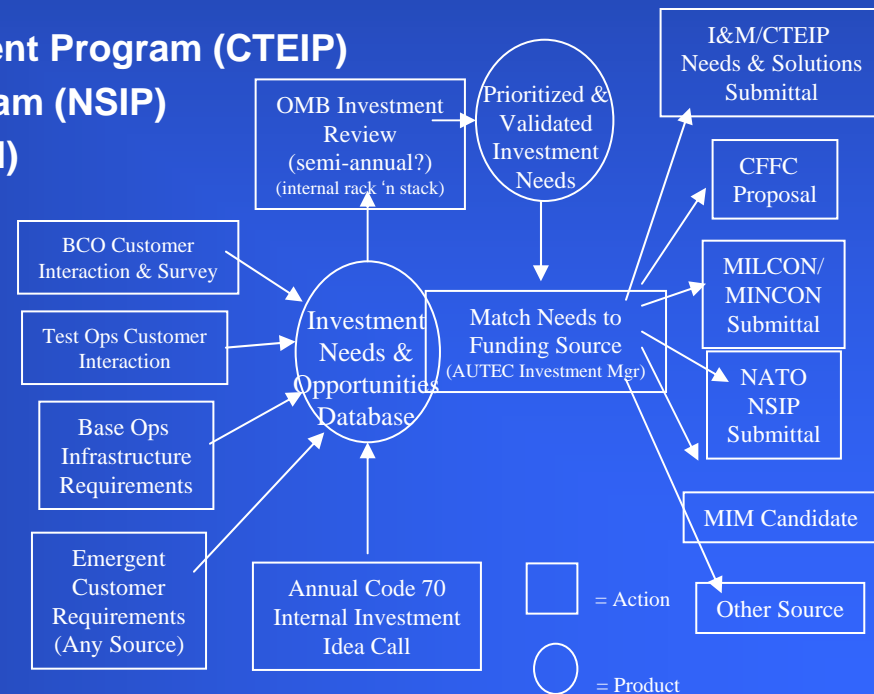 ent Program (CTEIP)
am (NSIP)
)
I&M/CTEIP
Needs & Solutions
Submittal
OMB Investment
Review
(semi-annual?)
(internal rack 'n stack)
Prioritized &
Validated
Investment
Needs
CFFC
Proposal
BCO Customer
Interaction & Survey
MILCON/
MINCON
Submittal
Test Ops Customer
Interaction
Investment
Needs &
Opportunities
Database
Match Needs to
Funding Source
(AUTEC Investment Mgr)
NATO
NSIP
Submittal
Base Ops
Infrastructure
Requirements
MIM Candidate
Emergent
Customer
Requirements
(Any Source)
Annual Code 70
Internal Investment
Idea Call
= Action
Other Source
= Product